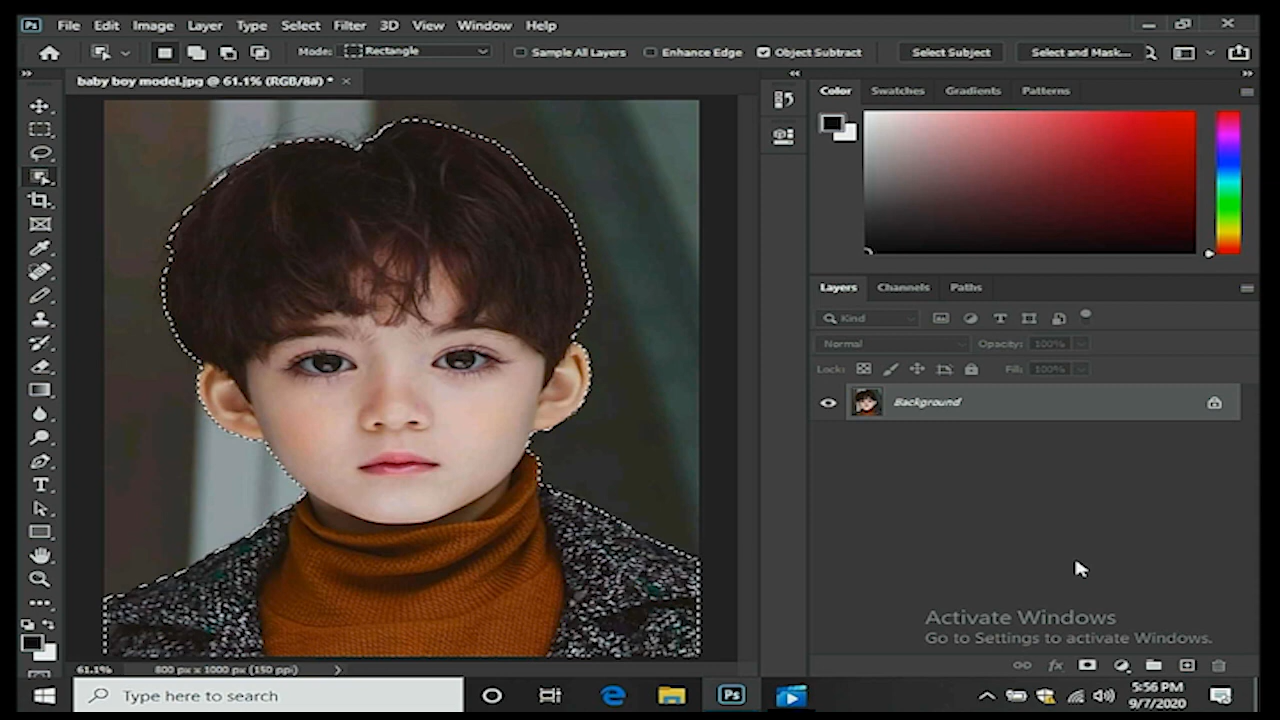 Ps File Edit Image Layer Type Select Filter 3D View Window Help
Mode: Rectangle Sample All Layers Enhance Edge Object Subtract Select Subject Select and Mask...
baby boy model.jpg @ 61.1% (RGB/8#) * ×
Color Swatches Gradients Patterns
Layers Channels Paths
Kind
Normal Opacity: 100%
Lock: Fill: 100%
Background
Activate Windows
Go to Settings to activate Windows.
61.1% 800 px x 1000 px (150 ppi)
Type here to search
Ps
5:56 PM
9/7/2020